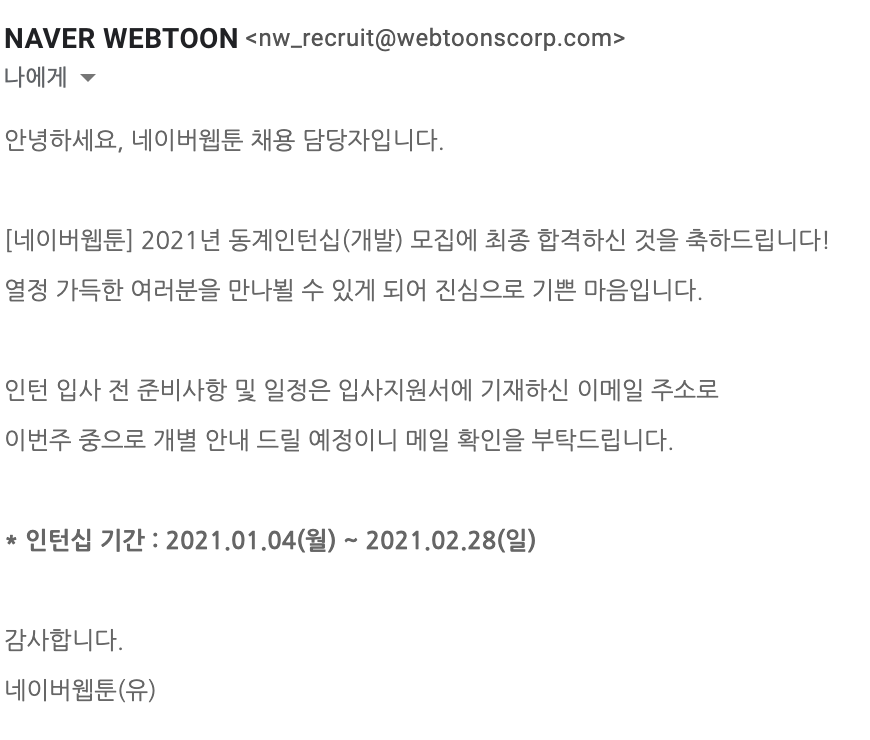 NAVER WEBTOON <nw_recruit@webtoonscorp.com>
나에게
안녕하세요, 네이버웹툰 채용 담당자입니다.
[네이버웹툰] 2021년 동계인턴십(개발) 모집에 최종 합격하신 것을 축하드립니다!
열정 가득한 여러분을 만나뵐 수 있게 되어 진심으로 기쁜 마음입니다.
인턴 입사 전 준비사항 및 일정은 입사지원서에 기재하신 이메일 주소로
이번주 중으로 개별 안내 드릴 예정이니 메일 확인을 부탁드립니다.
* 인턴십 기간 : 2021.01.04(월) ~ 2021.02.28(일)
감사합니다.
네이버웹툰(유)